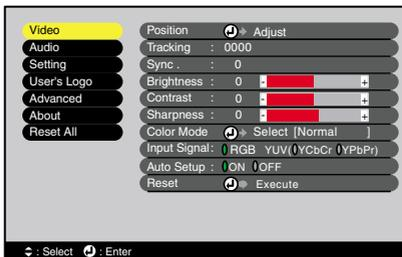 Video
Audio
Setting
User's Logo
Advanced
About
Reset All
Position Adjust
Tracking : 0000
Sync . : 0
Brightness : 0 - +
Contrast : 0 - +
Sharpness : 0 - +
Color Mode Select [Normal ]
Input Signal: RGB YUV( YCbCr YPbPr)
Auto Setup : ON OFF
Reset Execute
: Select : Enter